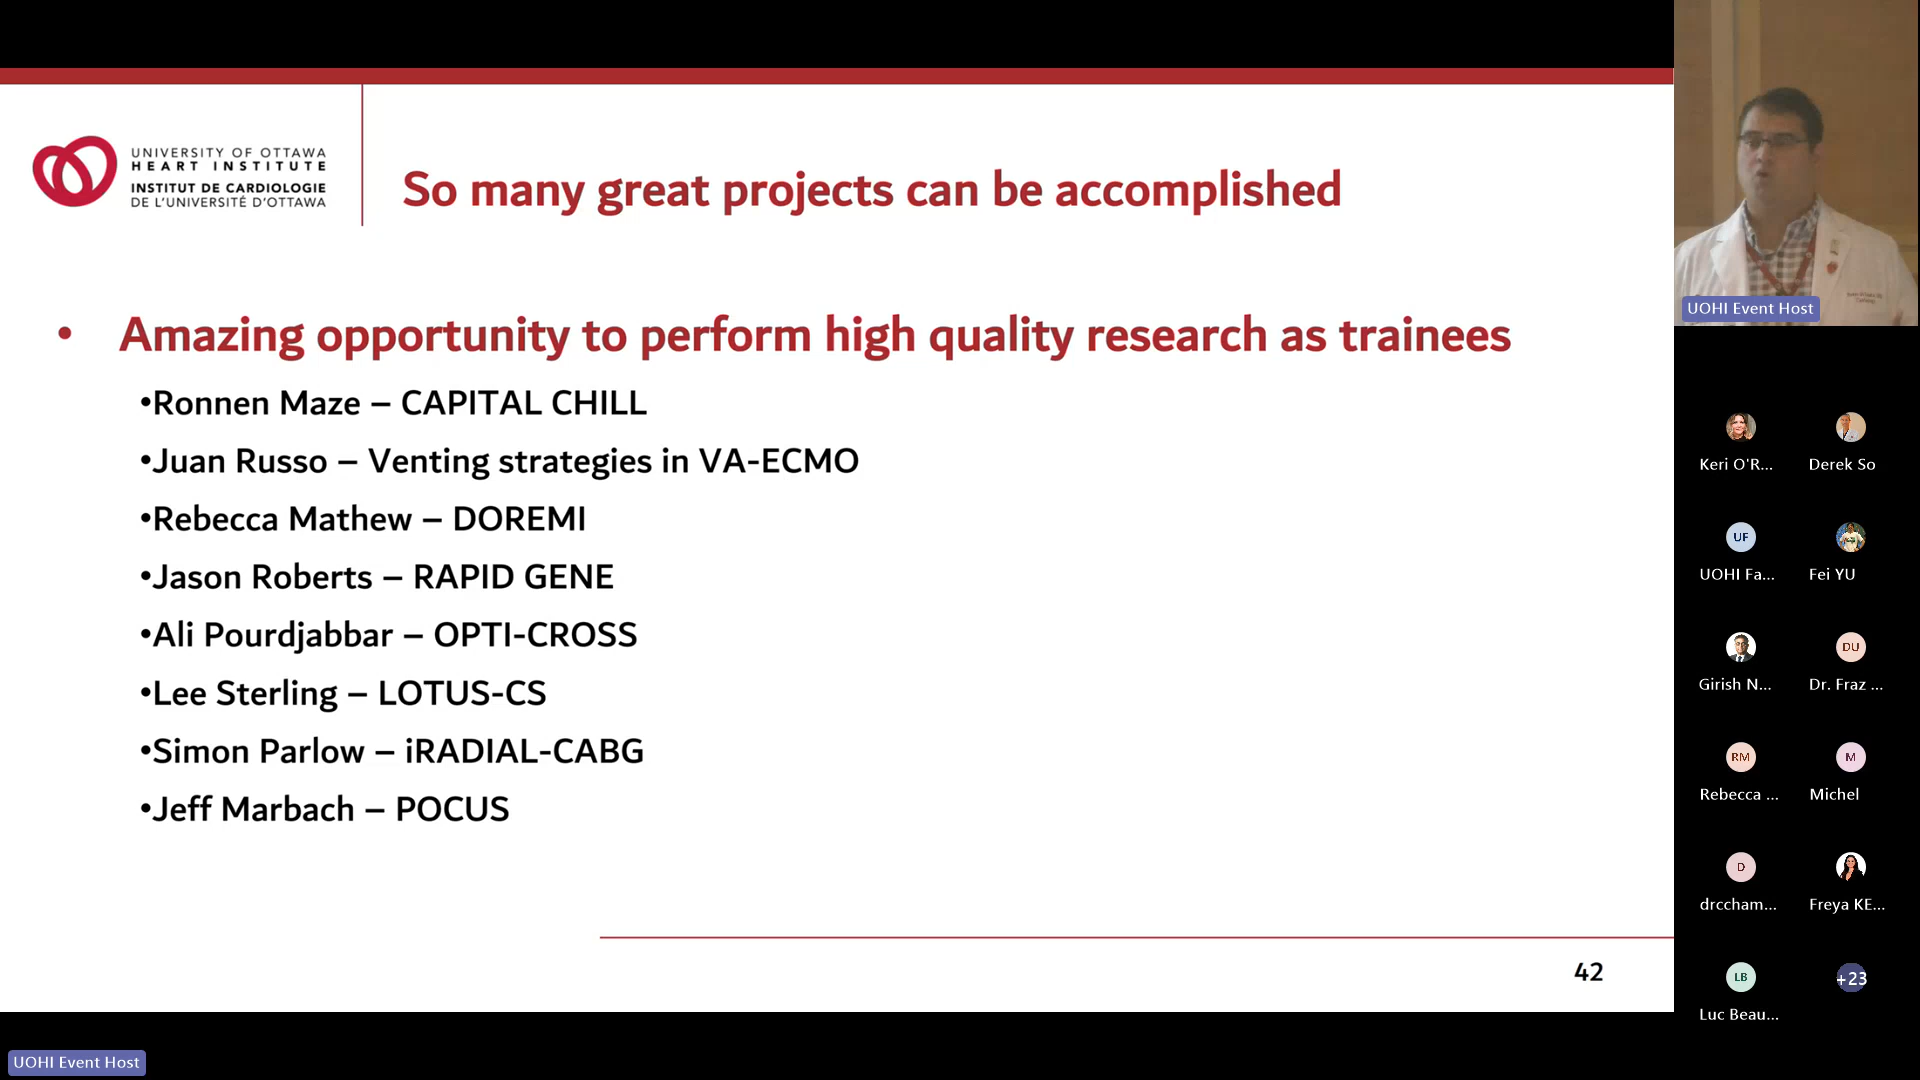 UNIVERSITY OF OTTAWA
HEART INSTITUTE
INSTITUT DE CARDIOLOGIE
DE L'UNIVERSITÉ D'OTTAWA
So many great projects can be accomplished
• Amazing opportunity to perform high quality research as trainees
•Ronnen Maze – CAPITAL CHILL
•Juan Russo – Venting strategies in VA-ECMO
•Rebecca Mathew – DOREMI
•Jason Roberts – RAPID GENE
•Ali Pourdjabbar – OPTI-CROSS
•Lee Sterling – LOTUS-CS
•Simon Parlow – iRADIAL-CABG
•Jeff Marbach – POCUS
42
UOHI Event Host
UOHI Event Host
Keri O'R...
Derek So
UF
UOHI Fa...
Fei YU
Girish N...
DU
Dr. Fraz ...
RM
Rebecca ...
M
Michel
D
drccham...
Freya KE...
LB
Luc Beau...
+23